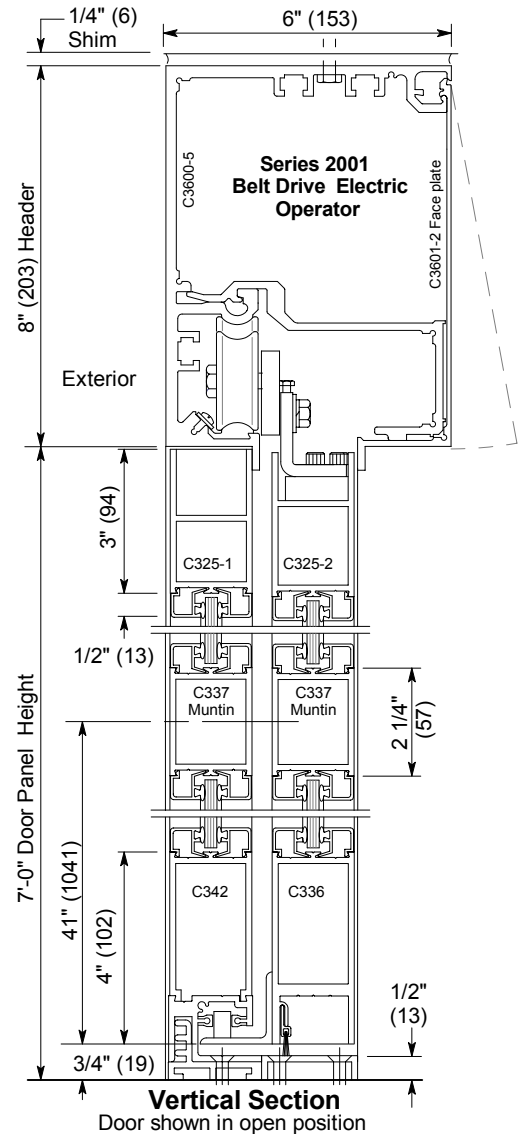 1/4" (6)
Shim
6" (153)
8" (203) Header
C3600-5
Series 2001
Belt Drive Electric
Operator
C3601-2 Face plate
Exterior
3" (94)
C325-1
C325-2
1/2" (13)
C337
Muntin
C337
Muntin
2 1/4"
(57)
7'-0" Door Panel Height
41" (1041)
4" (102)
C342
C336
1/2"
(13)
3/4" (19)
Vertical Section
Door shown in open position